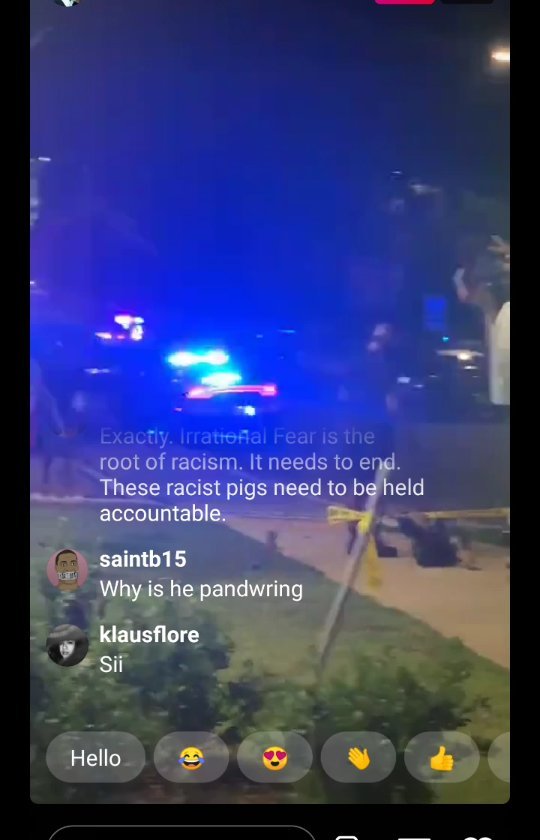 Exactly. Irrational Fear is the
root of racism. It needs to end.
These racist pigs need to be held
accountable.
saintb15
Why is he pandwring
klausflore
Sii
Hello